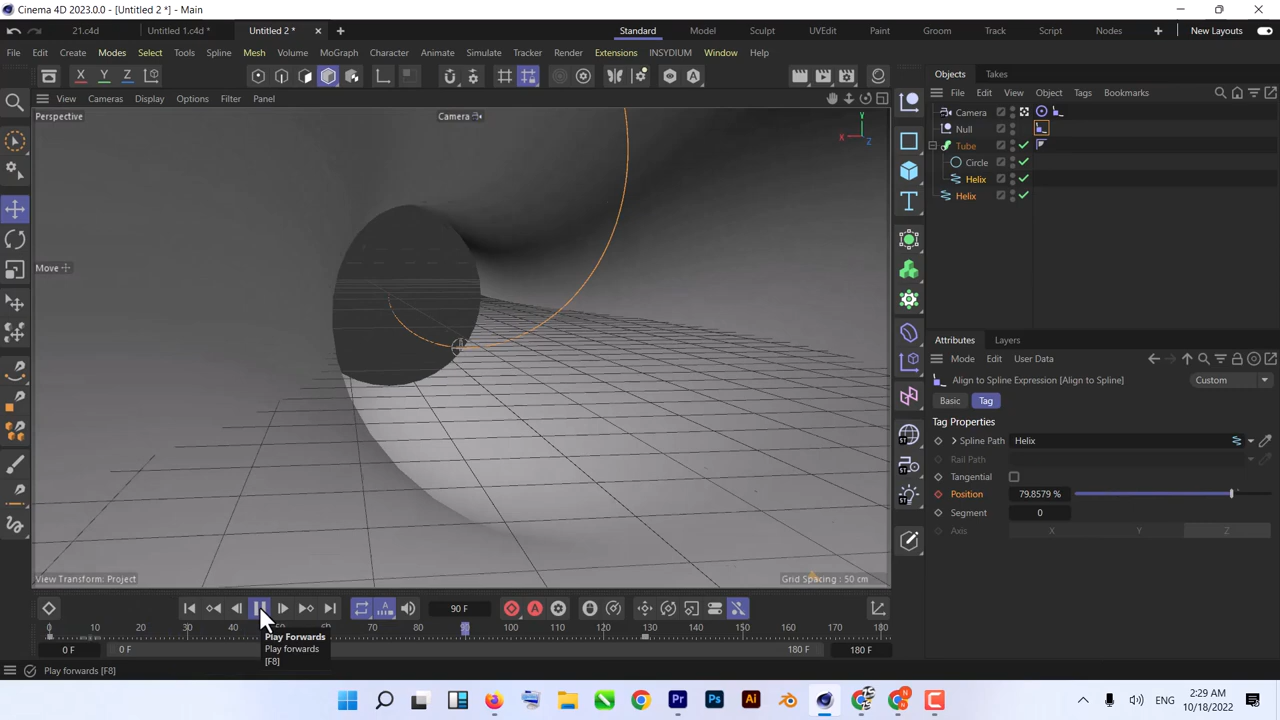 Cinema 4D 2023.0.0 - [Untitled 2 *] - Main
21.c4d
Untitled 1.c4d *
Untitled 2 *
Standard
Model
Sculpt
UVEdit
Paint
Groom
Track
Script
Nodes
New Layouts
File Edit Create Modes Select Tools Spline Mesh Volume MoGraph Character Animate Simulate Tracker Render Extensions INSYDIUM Window Help
X Y Z
View Cameras Display Options Filter Panel
Perspective
Camera
Y
X
Z
Move
View Transform: Project
Grid Spacing : 50 cm
Objects
Takes
File Edit View Object Tags Bookmarks
Camera
Null
Tube
Circle
Helix
Helix
Attributes
Layers
Mode Edit User Data
Align to Spline Expression [Align to Spline]
Custom
Basic
Tag
Tag Properties
Spline Path
Helix
Rail Path
Tangential
Position
79.8579 %
Segment
0
Axis
X
Y
Z
90 F
0 10 30 40 60 70 80 100 110 120 130 140 150 160 170 180
0 F
0 F
180 F
180 F
Play Forwards
Play forwards
[F8]
Play forwards [F8]
ENG
2:29 AM
10/18/2022